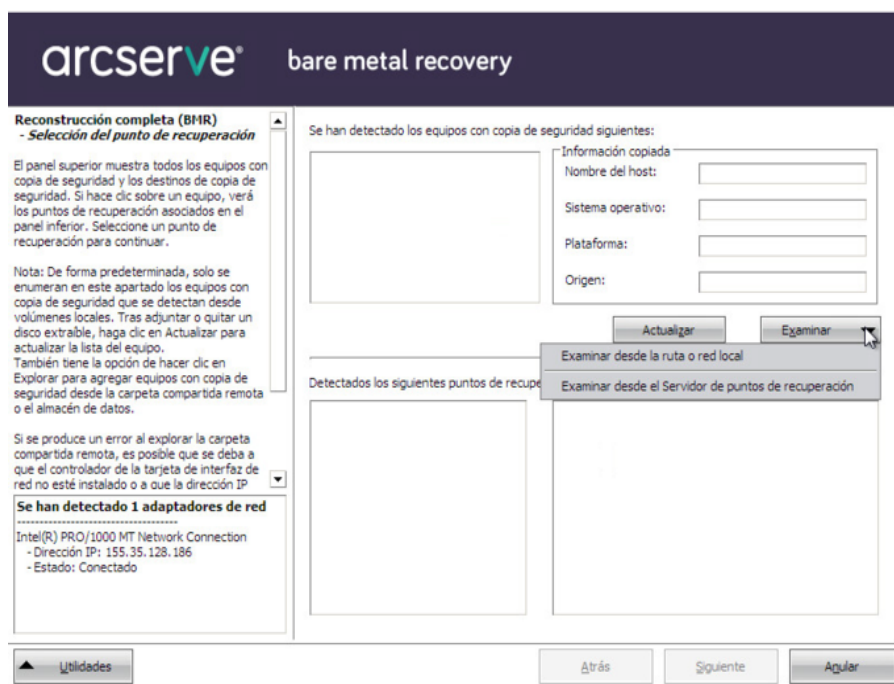 arcserve® bare metal recovery
Reconstrucción completa (BMR)
- Selección del punto de recuperación
El panel superior muestra todos los equipos con
copia de seguridad y los destinos de copia de
seguridad. Si hace clic sobre un equipo, verá
los puntos de recuperación asociados en el
panel inferior. Seleccione un punto de
recuperación para continuar.
Nota: De forma predeterminada, solo se
enumeran en este apartado los equipos con
copia de seguridad que se detectan desde
volúmenes locales. Tras adjuntar o quitar un
disco extraíble, haga clic en Actualizar para
actualizar la lista del equipo.
También tiene la opción de hacer clic en
Explorar para agregar equipos con copia de
seguridad desde la carpeta compartida remota
o el almacén de datos.
Si se produce un error al explorar la carpeta
compartida remota, es posible que se deba a
que el controlador de la tarjeta de interfaz de
red no esté instalado o a que la dirección IP
Se han detectado 1 adaptadores de red
-----------------------------------
Intel(R) PRO/1000 MT Network Connection
- Dirección IP: 155.35.128.186
- Estado: Conectado
Se han detectado los equipos con copia de seguridad siguientes:
Información copiada
Nombre del host:
Sistema operativo:
Plataforma:
Origen:
Actualizar Examinar
Examinar desde la ruta o red local
Examinar desde el Servidor de puntos de recuperación
Detectados los siguientes puntos de recupe
Utilidades Atrás Siguiente Anular